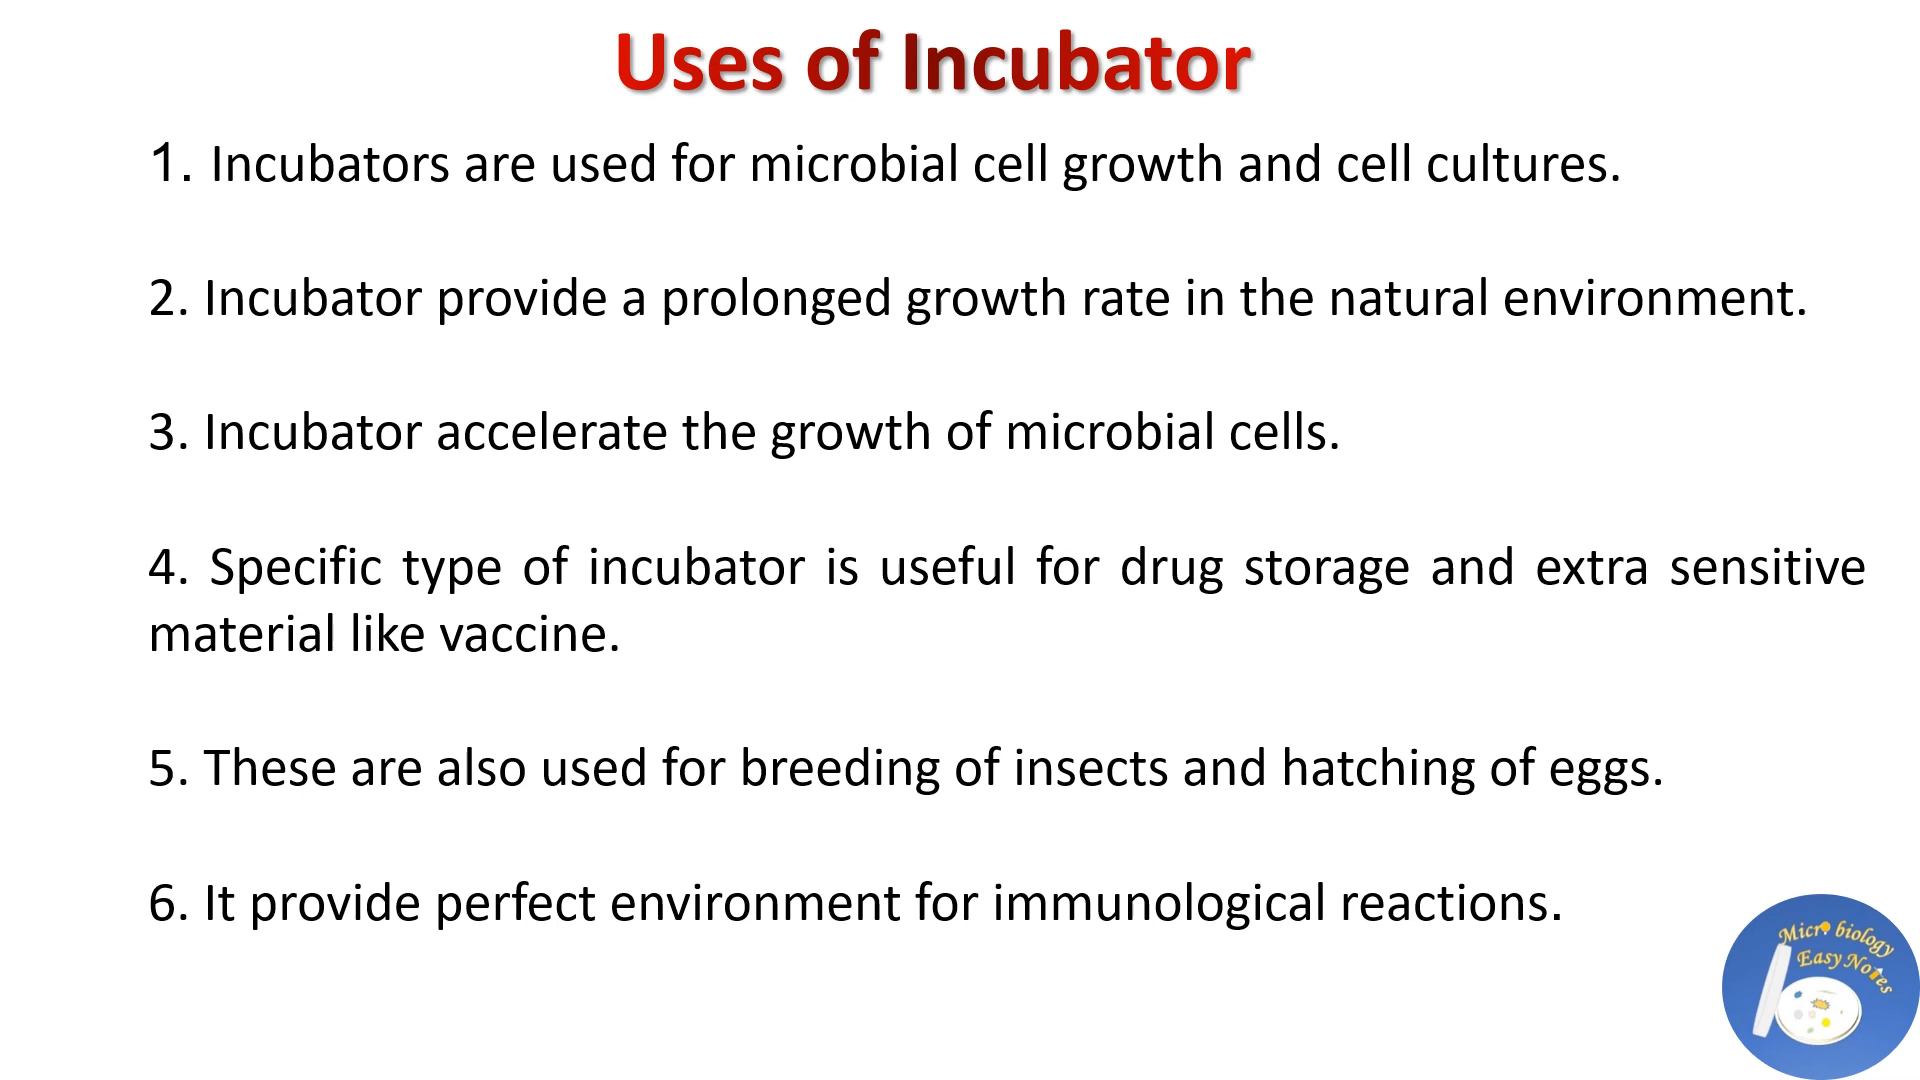 Uses of Incubator
1. Incubators are used for microbial cell growth and cell cultures.
2. Incubator provide a prolonged growth rate in the natural environment.
3. Incubator accelerate the growth of microbial cells.
4. Specific type of incubator is useful for drug storage and extra sensitive
material like vaccine.
5. These are also used for breeding of insects and hatching of eggs.
6. It provide perfect environment for immunological reactions.
Micro biology
Easy Notes